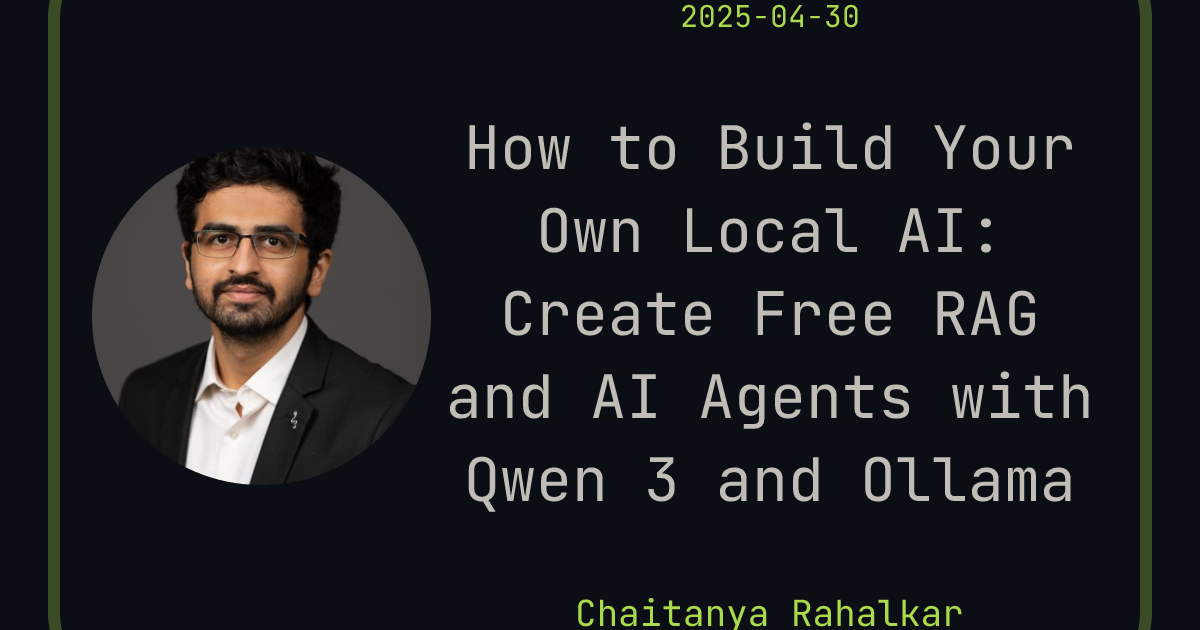 2025-04-30
How to Build Your
Own Local AI:
Create Free RAG
and AI Agents with
Qwen 3 and Ollama
Chaitanya Rahalkar